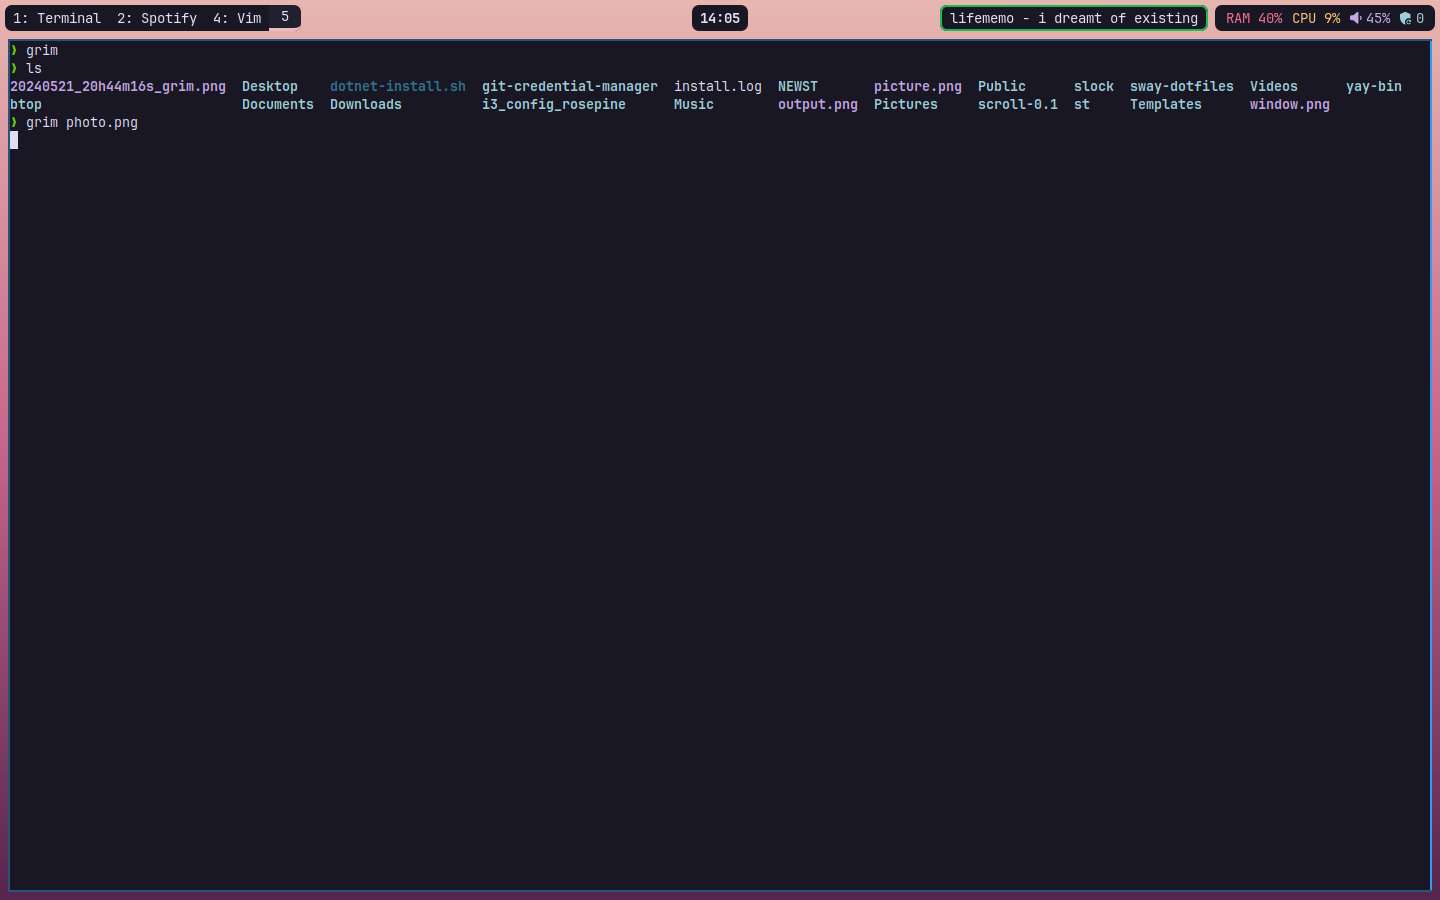 1: Terminal 2: Spotify 4: Vim 5
14:05
lifememo - i dreamt of existing
RAM 40% CPU 9% 45% 0
❯ grim
❯ ls
20240521_20h44m16s_grim.png Desktop dotnet-install.sh git-credential-manager install.log NEWST picture.png Public slock sway-dotfiles Videos yay-bin
btop Documents Downloads i3_config_rosepine Music output.png Pictures scroll-0.1 st Templates window.png
❯ grim photo.png